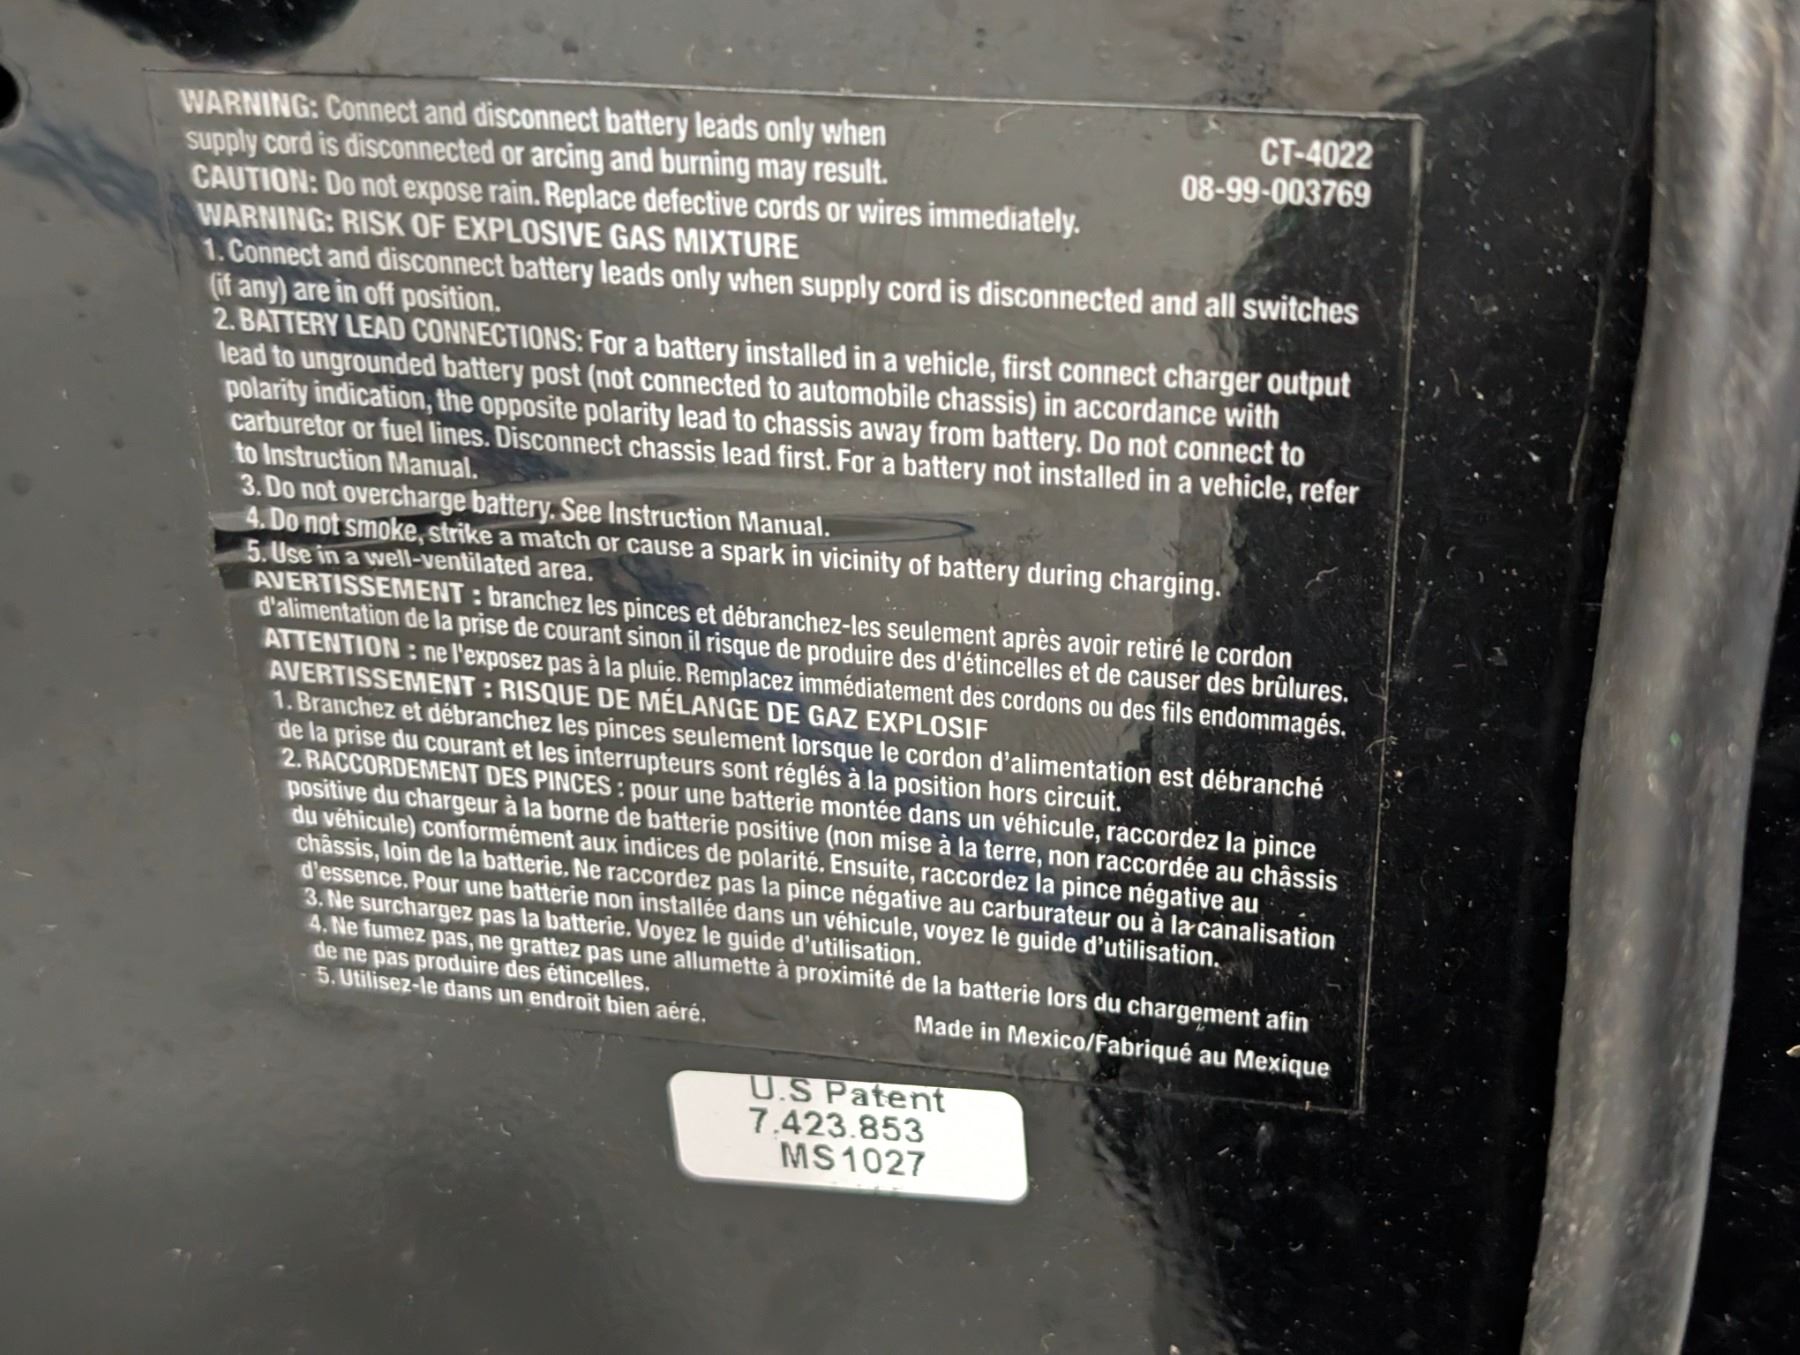 WARNING: Connect and disconnect battery leads only when
supply cord is disconnected or arcing and burning may result.
CAUTION: Do not expose rain. Replace defective cords or wires immediately.
CT-4022
08-99-003769
WARNING: RISK OF EXPLOSIVE GAS MIXTURE
1. Connect and disconnect battery leads only when supply cord is disconnected and all switches
(if any) are in off position.
2. BATTERY LEAD CONNECTIONS: For a battery installed in a vehicle, first connect charger output
lead to ungrounded battery post (not connected to automobile chassis) in accordance with
polarity indication, the opposite polarity lead to chassis away from battery. Do not connect to
carburetor or fuel lines. Disconnect chassis lead first. For a battery not installed in a vehicle, refer
to Instruction Manual.
3. Do not overcharge battery. See Instruction Manual.
4. Do not smoke, strike a match or cause a spark in vicinity of battery during charging.
5. Use in a well-ventilated area.
AVERTISSEMENT : branchez les pinces et débranchez-les seulement après avoir retiré le cordon
d'alimentation de la prise de courant sinon il risque de produire des d'étincelles et de causer des brûlures.
ATTENTION : ne l'exposez pas à la pluie. Remplacez immédiatement des cordons ou des fils endommagés.
AVERTISSEMENT : RISQUE DE MÉLANGE DE GAZ EXPLOSIF
1. Branchez et débranchez les pinces seulement lorsque le cordon d'alimentation est débranché
de la prise du courant et les interrupteurs sont réglés à la position hors circuit.
2. RACCORDEMENT DES PINCES : pour une batterie montée dans un véhicule, raccordez la pince
positive du chargeur à la borne de batterie positive (non mise à la terre, non raccordée au châssis
du véhicule) conformément aux indices de polarité. Ensuite, raccordez la pince négative au
châssis, loin de la batterie. Ne raccordez pas la pince négative au carburateur ou à la canalisation
d'essence. Pour une batterie non installée dans un véhicule, voyez le guide d'utilisation.
3. Ne surchargez pas la batterie. Voyez le guide d'utilisation.
4. Ne fumez pas, ne grattez pas une allumette à proximité de la batterie lors du chargement afin
de ne pas produire des étincelles.
5. Utilisez-le dans un endroit bien aéré.
Made in Mexico/Fabriqué au Mexique
U.S Patent
7.423.853
MS1027